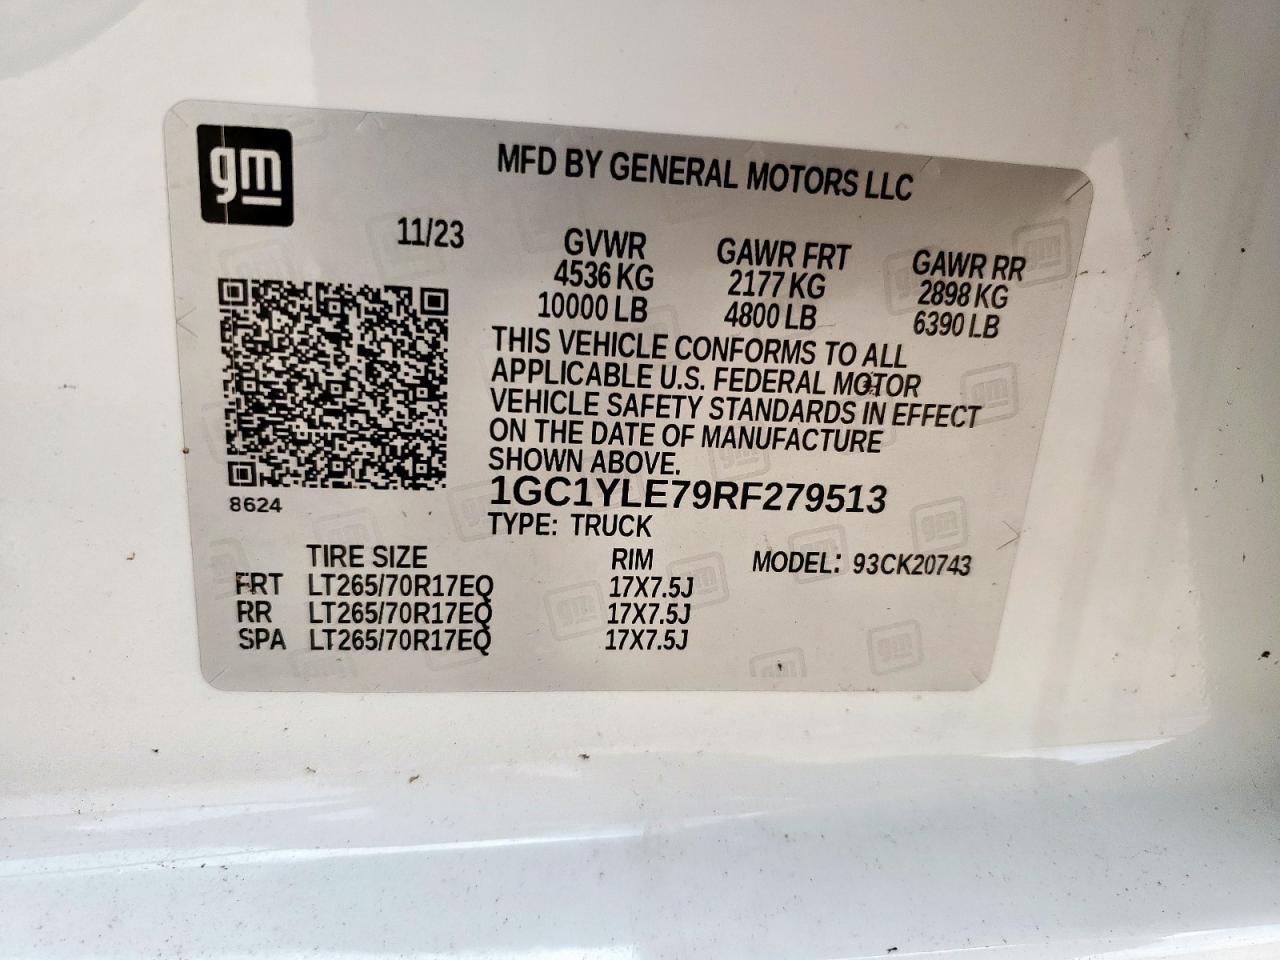 gm
MFD BY GENERAL MOTORS LLC
11/23
GVWR GAWR FRT GAWR RR
4536 KG 2177 KG 2898 KG
10000 LB 4800 LB 6390 LB
THIS VEHICLE CONFORMS TO ALL
APPLICABLE U.S. FEDERAL MOTOR
VEHICLE SAFETY STANDARDS IN EFFECT
ON THE DATE OF MANUFACTURE
SHOWN ABOVE.
8624
1GC1YLE79RF279513
TYPE: TRUCK
TIRE SIZE RIM MODEL: 93CK20743
FRT LT265/70R17EQ 17X7.5J
RR LT265/70R17EQ 17X7.5J
SPA LT265/70R17EQ 17X7.5J